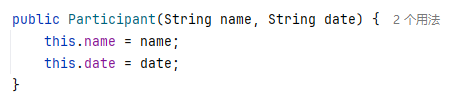 public Participant(String name, String date) { 2 个用法
    this.name = name;
    this.date = date;
}